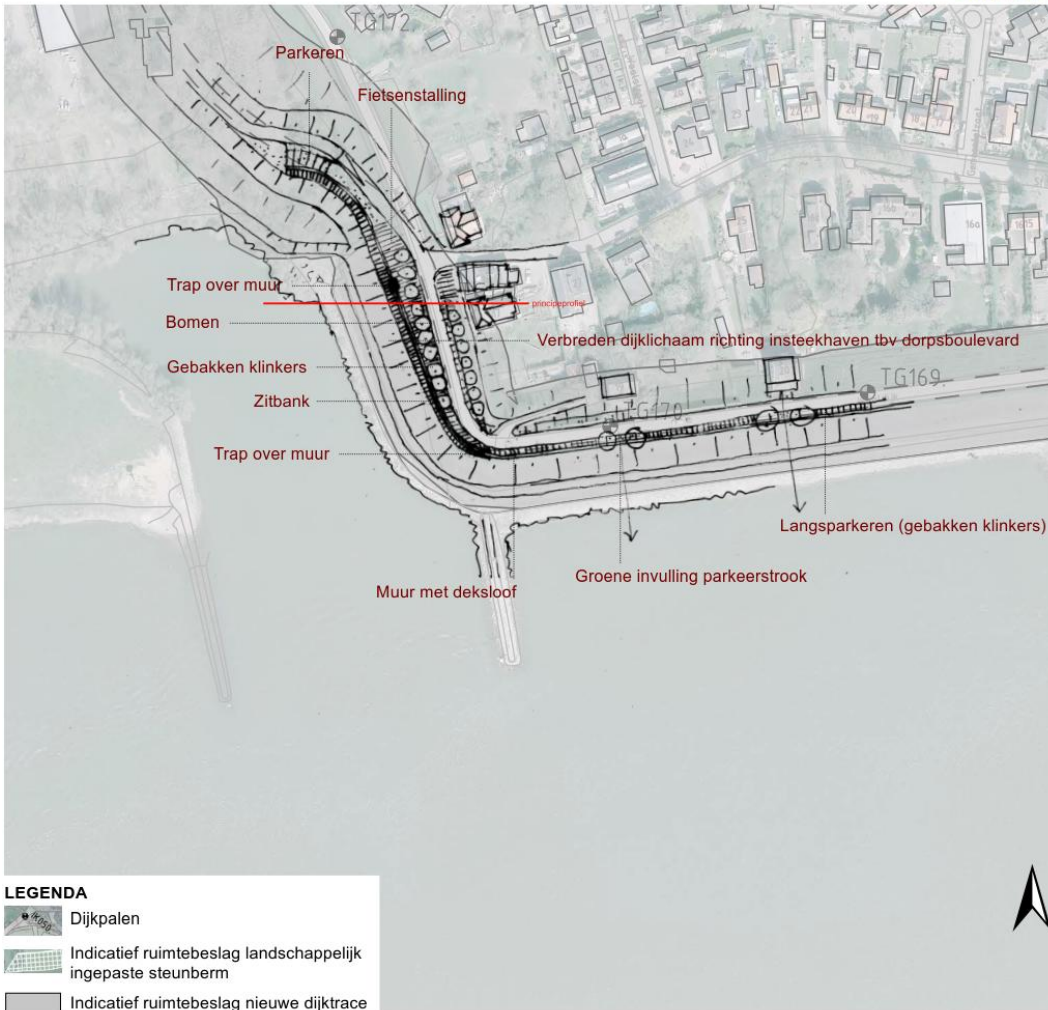 TG172
Parkeren
Fietsenstalling
Trap over muur
principeprofiel
Bomen
Verbreden dijklichaam richting insteekhaven tbv dorpsboulevard
Gebakken klinkers
TG169.
Zitbank
TG170.
Trap over muur
Langsparkeren (gebakken klinkers)
Groene invulling parkeerstrook
Muur met deksloof
16a
LEGENDA
Dijkpalen
Indicatief ruimtebeslag landschappelijk
ingepaste steunberm
Indicatief ruimtebeslag nieuwe dijktrace